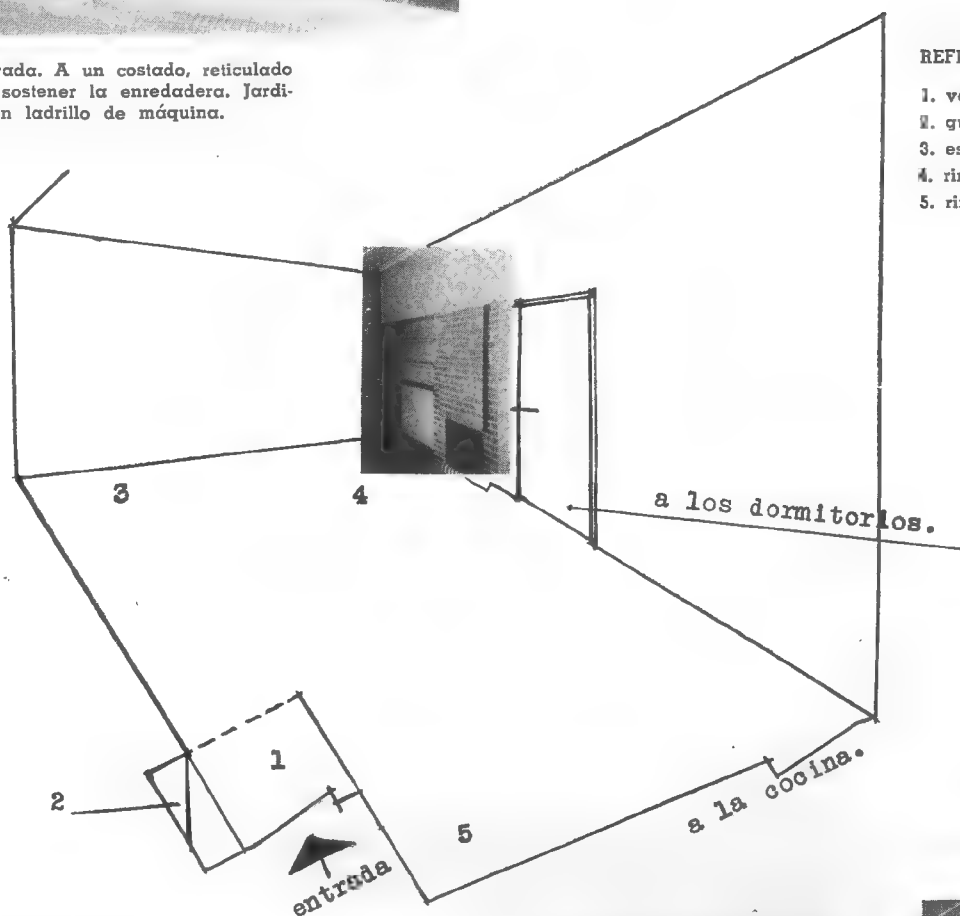 rada. A un costado, reticulado
sostener la enredadera. Jardi-
n ladrillo de máquina.
REF
1. v
2. g
3. es
4. ri
5. ri
3
4
a los dormitorios.
1
2
5
a la cocina.
entrada